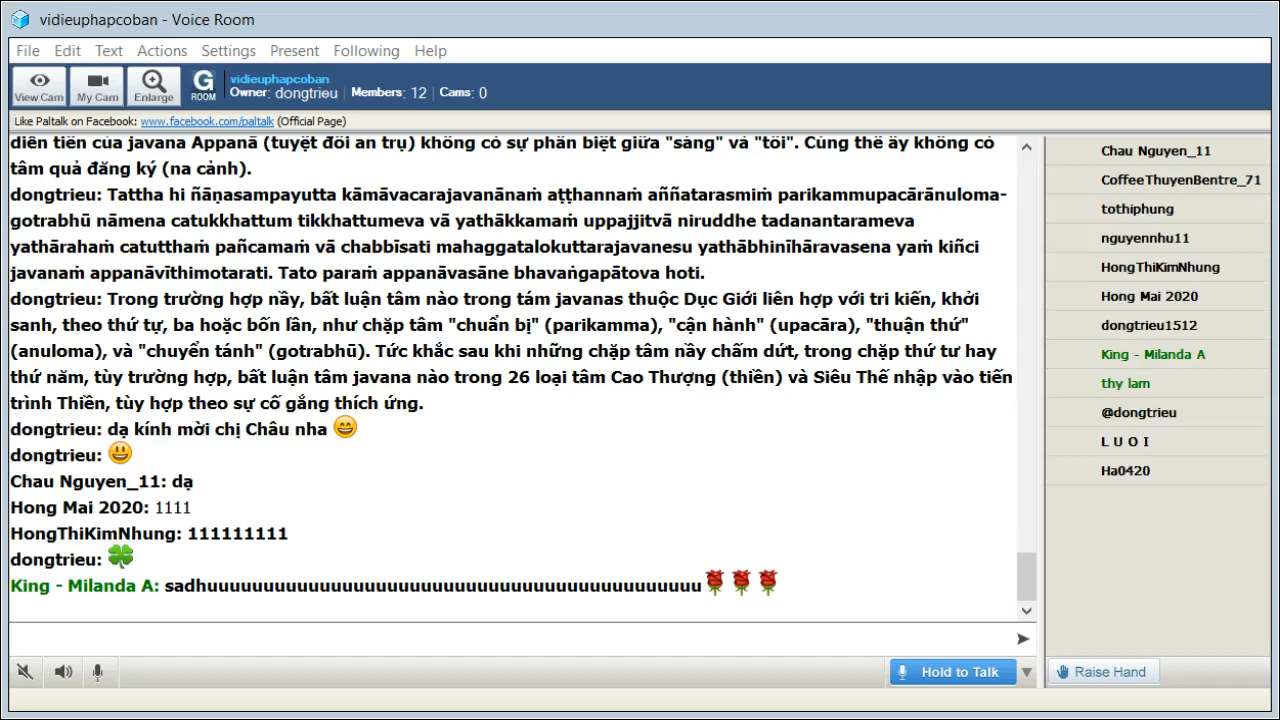 vidieuphapcoban - Voice Room
File Edit Text Actions Settings Present Following Help
View Cam My Cam Enlarge G ROOM vidieuphapcoban
Owner: dongtrieu Members: 12 Cams: 0
Like Paltalk on Facebook: www.facebook.com/paltalk (Official Page)
diễn tiến của javana Appanā (tuyệt đối an trụ) không có sự phân biệt giữa "sáng" và "tối". Cùng thế ấy không có
tâm quả đăng ký (na cảnh).
dongtrieu: Tattha hi ñāṇasampayutta kāmāvacarajavanānaṁ aṭṭhannaṁ aññatarasmiṁ parikammupacārānuloma-
gotrabhū nāmena catukkhattum tikkhattumeva vā yathākkamaṁ uppajjitvā niruddhe tadanantarameva
yathārahaṁ catutthaṁ pañcamaṁ vā chabbīsati mahaggatalokuttarajavanesu yathābhinīhāravasena yaṁ kiñci
javanaṁ appanāvīthimotarati. Tato paraṁ appanāvasāne bhavaṅgapātova hoti.
dongtrieu: Trong trường hợp nầy, bất luận tâm nào trong tám javanas thuộc Dục Giới liên hợp với tri kiến, khởi
sanh, theo thứ tự, ba hoặc bốn lần, như chặp tâm "chuẩn bị" (parikamma), "cận hành" (upacāra), "thuận thứ"
(anuloma), và "chuyển tánh" (gotrabhū). Tức khắc sau khi những chặp tâm nầy chấm dứt, trong chặp thứ tư hay
thứ năm, tùy trường hợp, bất luận tâm javana nào trong 26 loại tâm Cao Thượng (thiền) và Siêu Thế nhập vào tiến
trình Thiền, tùy hợp theo sự cố gắng thích ứng.
dongtrieu: dạ kính mời chị Châu nha 😄
dongtrieu: 😃
Chau Nguyen_11: dạ
Hong Mai 2020: 1111
HongThiKimNhung: 111111111
dongtrieu: 🍀
King - Milanda A: sadhuuuuuuuuuuuuuuuuuuuuuuuuuuuuuuuuuuuuuuuuuuuu🌹🌹🌹
Hold to Talk
Chau Nguyen_11
CoffeeThuyenBentre_71
tothiphung
nguyennhu11
HongThiKimNhung
Hong Mai 2020
dongtrieu1512
King - Milanda A
thy lam
@dongtrieu
L U O I
Ha0420
Raise Hand